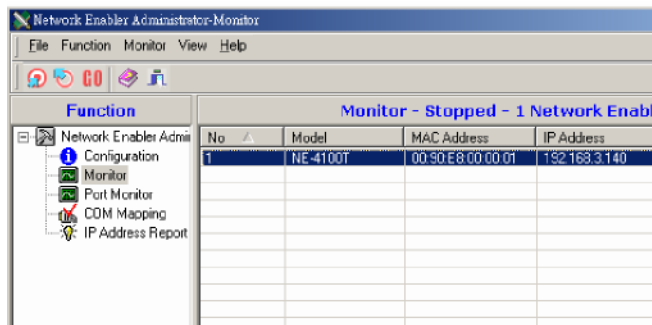 Network Enabler Administrator-Monitor
File Function Monitor View Help
GO
Function
Monitor - Stopped - 1 Network Enabl
Network Enabler Admi
Configuration
Monitor
Port Monitor
COM Mapping
IP Address Report
No Model MAC Address IP Address
1 NE-4100T 00:90:E8:00:00:01 192.168.3.140